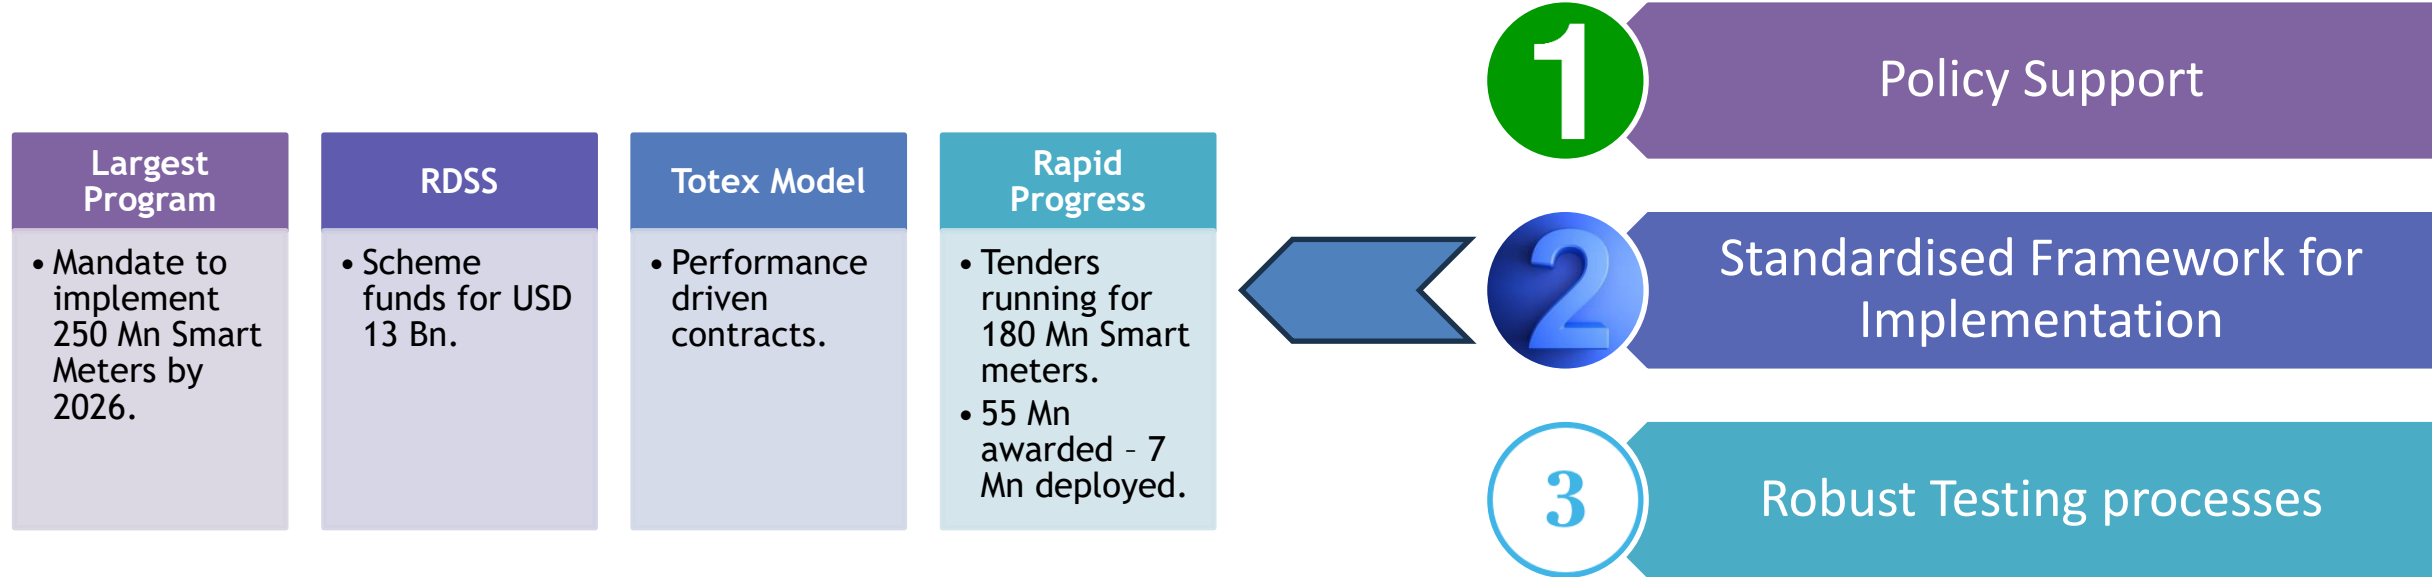 Largest
Program
• Mandate to
implement
250 Mn Smart
Meters by
2026.
RDSS
• Scheme
funds for USD
13 Bn.
Totex Model
• Performance
driven
contracts.
Rapid
Progress
• Tenders
running for
180 Mn Smart
meters.
• 55 Mn
awarded – 7
Mn deployed.
1
Policy Support
2
Standardised Framework for
Implementation
3
Robust Testing processes